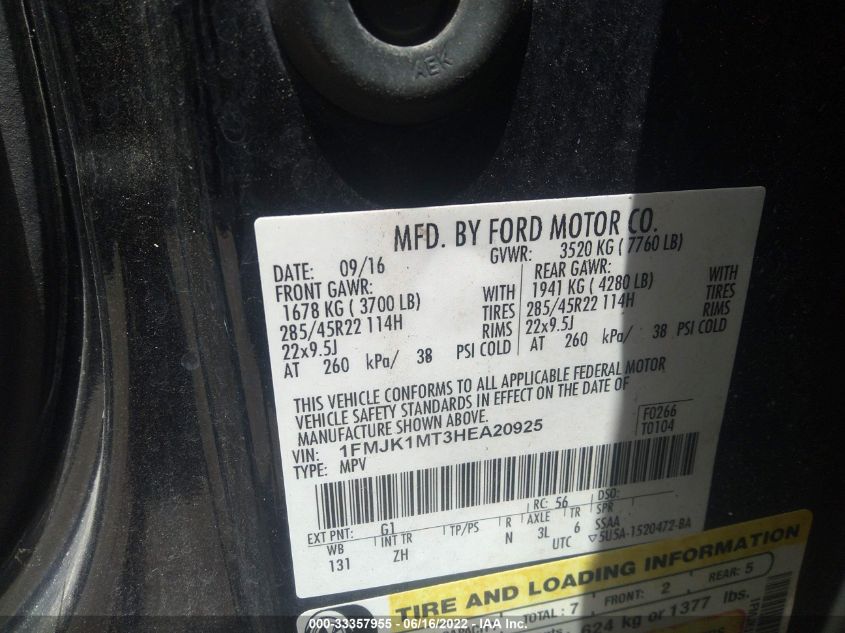 AEK
MFD. BY FORD MOTOR CO.
DATE: 09/16 GVWR: 3520 KG ( 7760 LB)
FRONT GAWR: REAR GAWR:
1678 KG ( 3700 LB) WITH 1941 KG ( 4280 LB) WITH
285/45R22 114H TIRES 285/45R22 114H TIRES
22x9.5J RIMS 22x9.5J RIMS
AT 260 kPa/ 38 PSI COLD AT 260 kPa/ 38 PSI COLD
THIS VEHICLE CONFORMS TO ALL APPLICABLE FEDERAL MOTOR
VEHICLE SAFETY STANDARDS IN EFFECT ON THE DATE OF
MANUFACTURE SHOWN ABOVE. F0266
VIN: 1FMJK1MT3HEA20925 T0104
TYPE: MPV
EXT PNT: G1 RC: 56 DSO:
WB INT TR TP/PS R AXLE TR SPR
131 ZH N 3L 6 SSAA
UTC ▽5USA-1520472-BA
TIRE AND LOADING INFORMATION
TOTAL: 7 FRONT: 2 REAR: 5
624 kg or 1377 lbs.
000-33357955 - 06/16/2022 - IAA Inc.